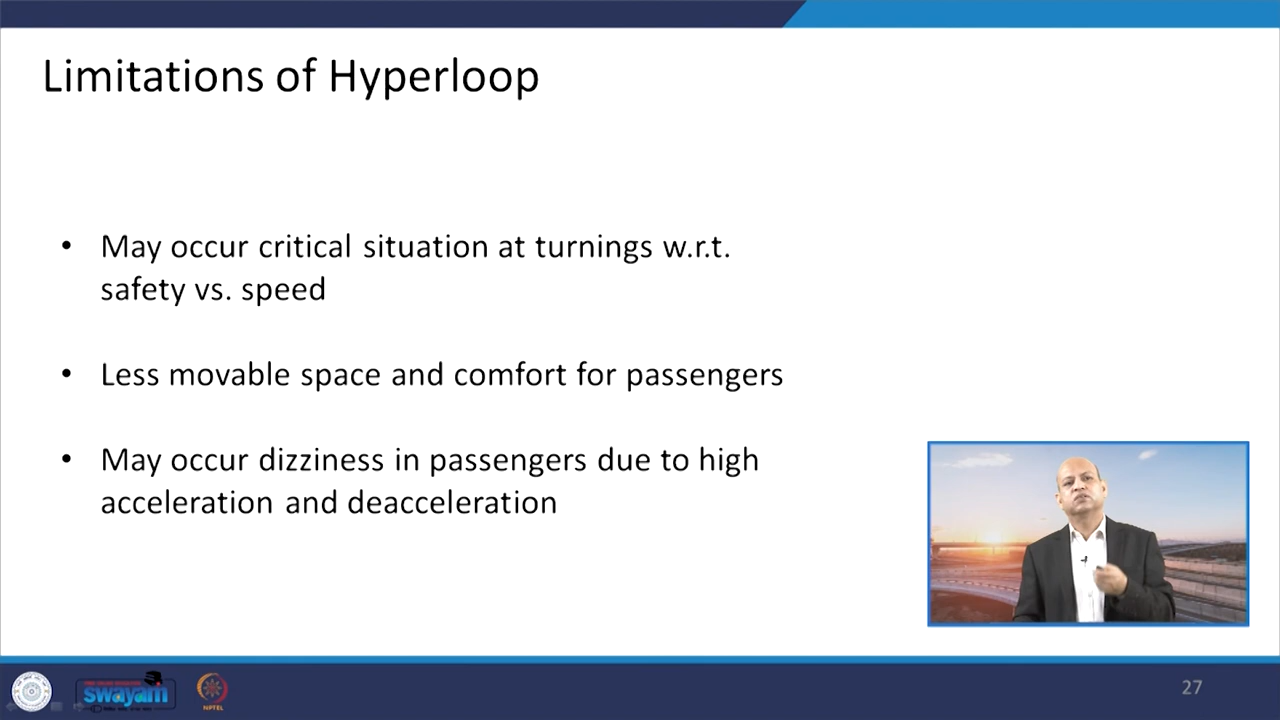 Limitations of Hyperloop
• May occur critical situation at turnings w.r.t.
safety vs. speed
• Less movable space and comfort for passengers
• May occur dizziness in passengers due to high
acceleration and deacceleration
swayam
NPTEL
27